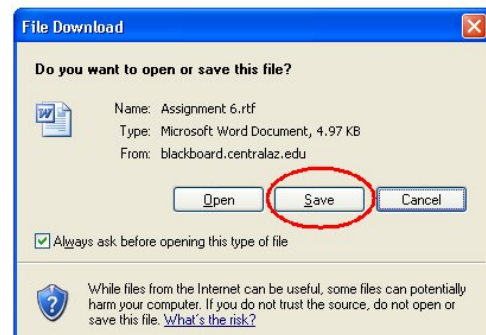 File Download
Do you want to open or save this file?
Name: Assignment 6.rtf
Type: Microsoft Word Document, 4.97 KB
From: blackboard.centralaz.edu
Open Save Cancel
Always ask before opening this type of file
While files from the Internet can be useful, some files can potentially
harm your computer. If you do not trust the source, do not open or
save this file. What's the risk?